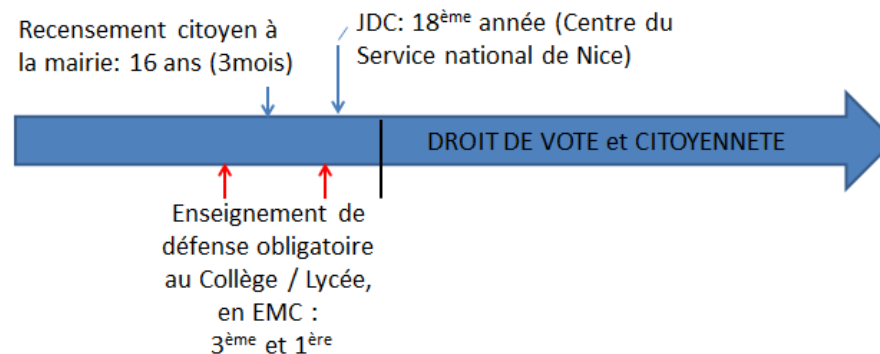 Recensement citoyen à
la mairie: 16 ans (3mois)
JDC: 18ème année (Centre du
Service national de Nice)
DROIT DE VOTE et CITOYENNETE
Enseignement de
défense obligatoire
au Collège / Lycée,
en EMC :
3ème et 1ère